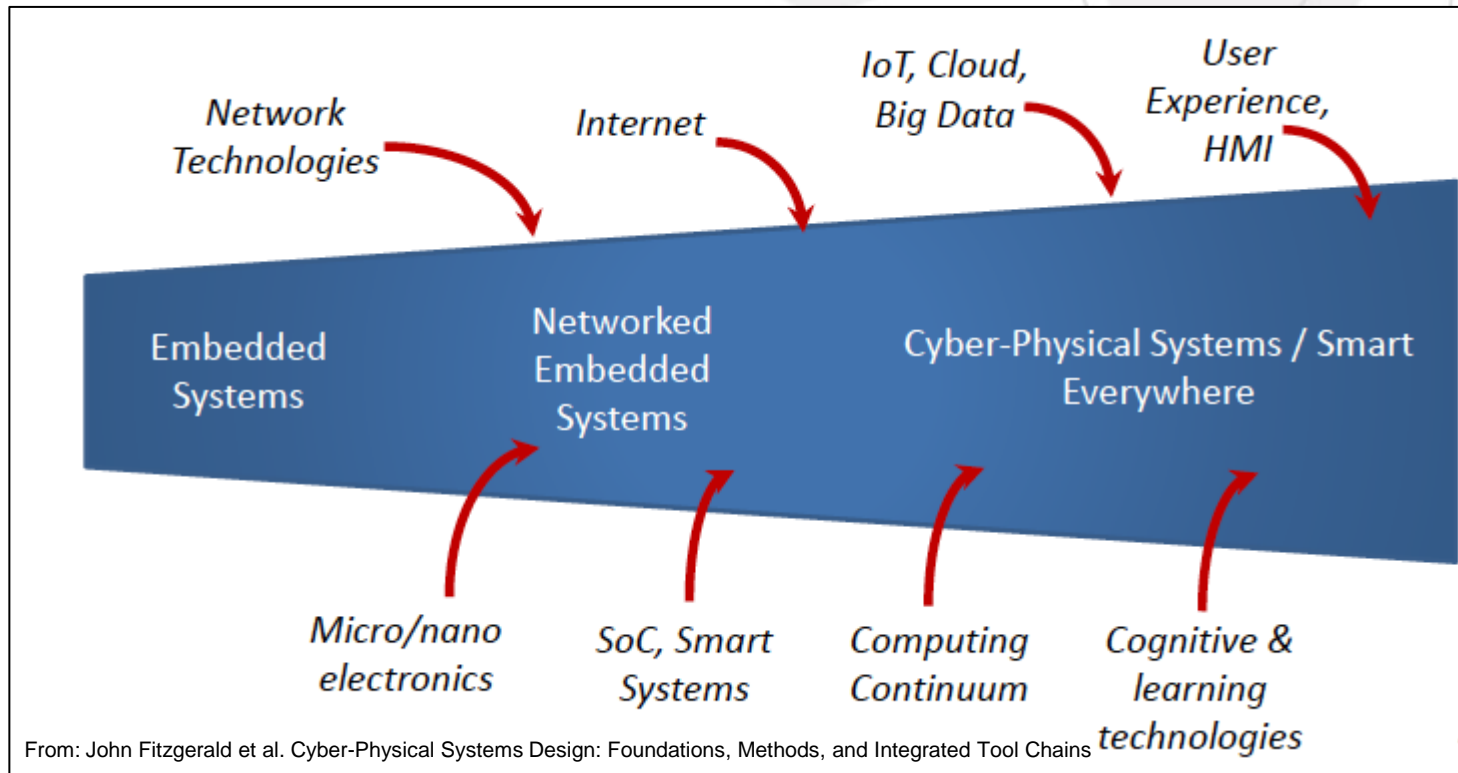 Network
Technologies
Internet
IoT, Cloud,
Big Data
User
Experience,
HMI
Embedded
Systems
Networked
Embedded
Systems
Cyber-Physical Systems / Smart
Everywhere
Micro/nano
electronics
SoC, Smart
Systems
Computing
Continuum
Cognitive &
learning
technologies
From: John Fitzgerald et al. Cyber-Physical Systems Design: Foundations, Methods, and Integrated Tool Chains